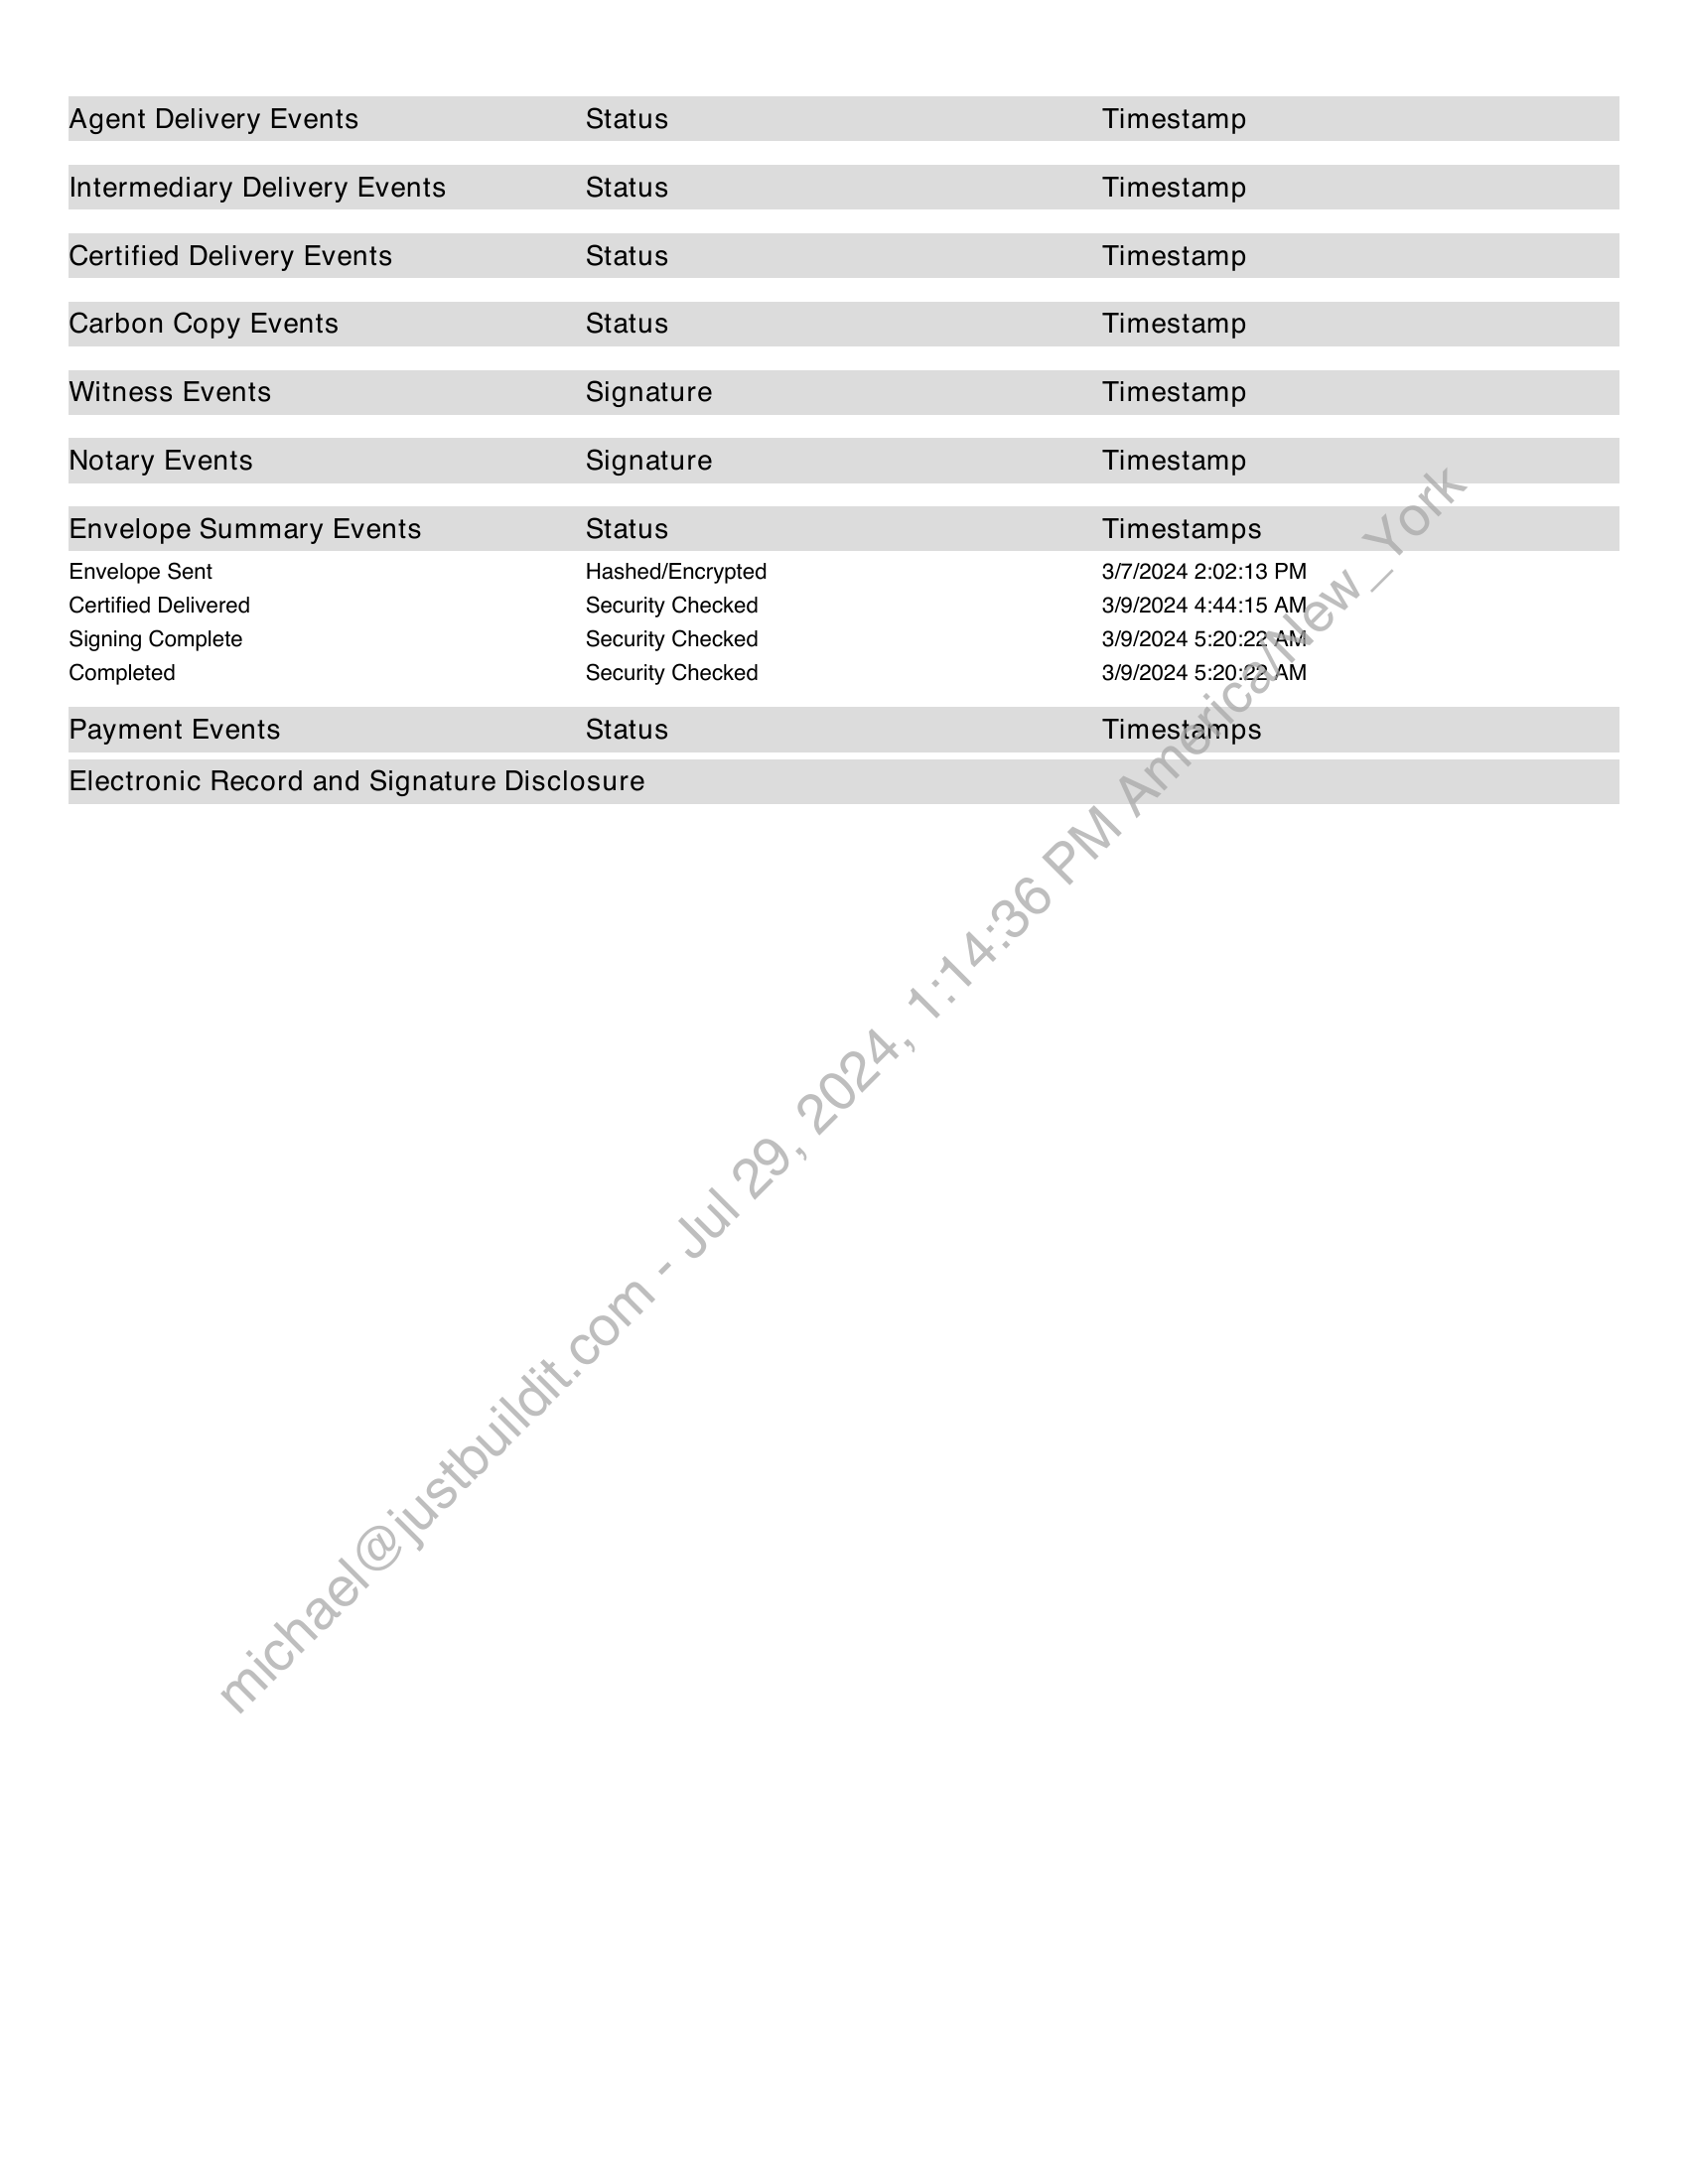 Agent Delivery Events Status Timestamp
Intermediary Delivery Events Status Timestamp
Certified Delivery Events Status Timestamp
Carbon Copy Events Status Timestamp
Witness Events Signature Timestamp
Notary Events Signature Timestamp
Envelope Summary Events Status Timestamps
Envelope Sent Hashed/Encrypted 3/7/2024 2:02:13 PM
Certified Delivered Security Checked 3/9/2024 4:44:15 AM
Signing Complete Security Checked 3/9/2024 5:20:22 AM
Completed Security Checked 3/9/2024 5:20:22 AM
Payment Events Status Timestamps
Electronic Record and Signature Disclosure
michael@justbuildit.com - Jul 29, 2024, 1:14:36 PM America/New_York